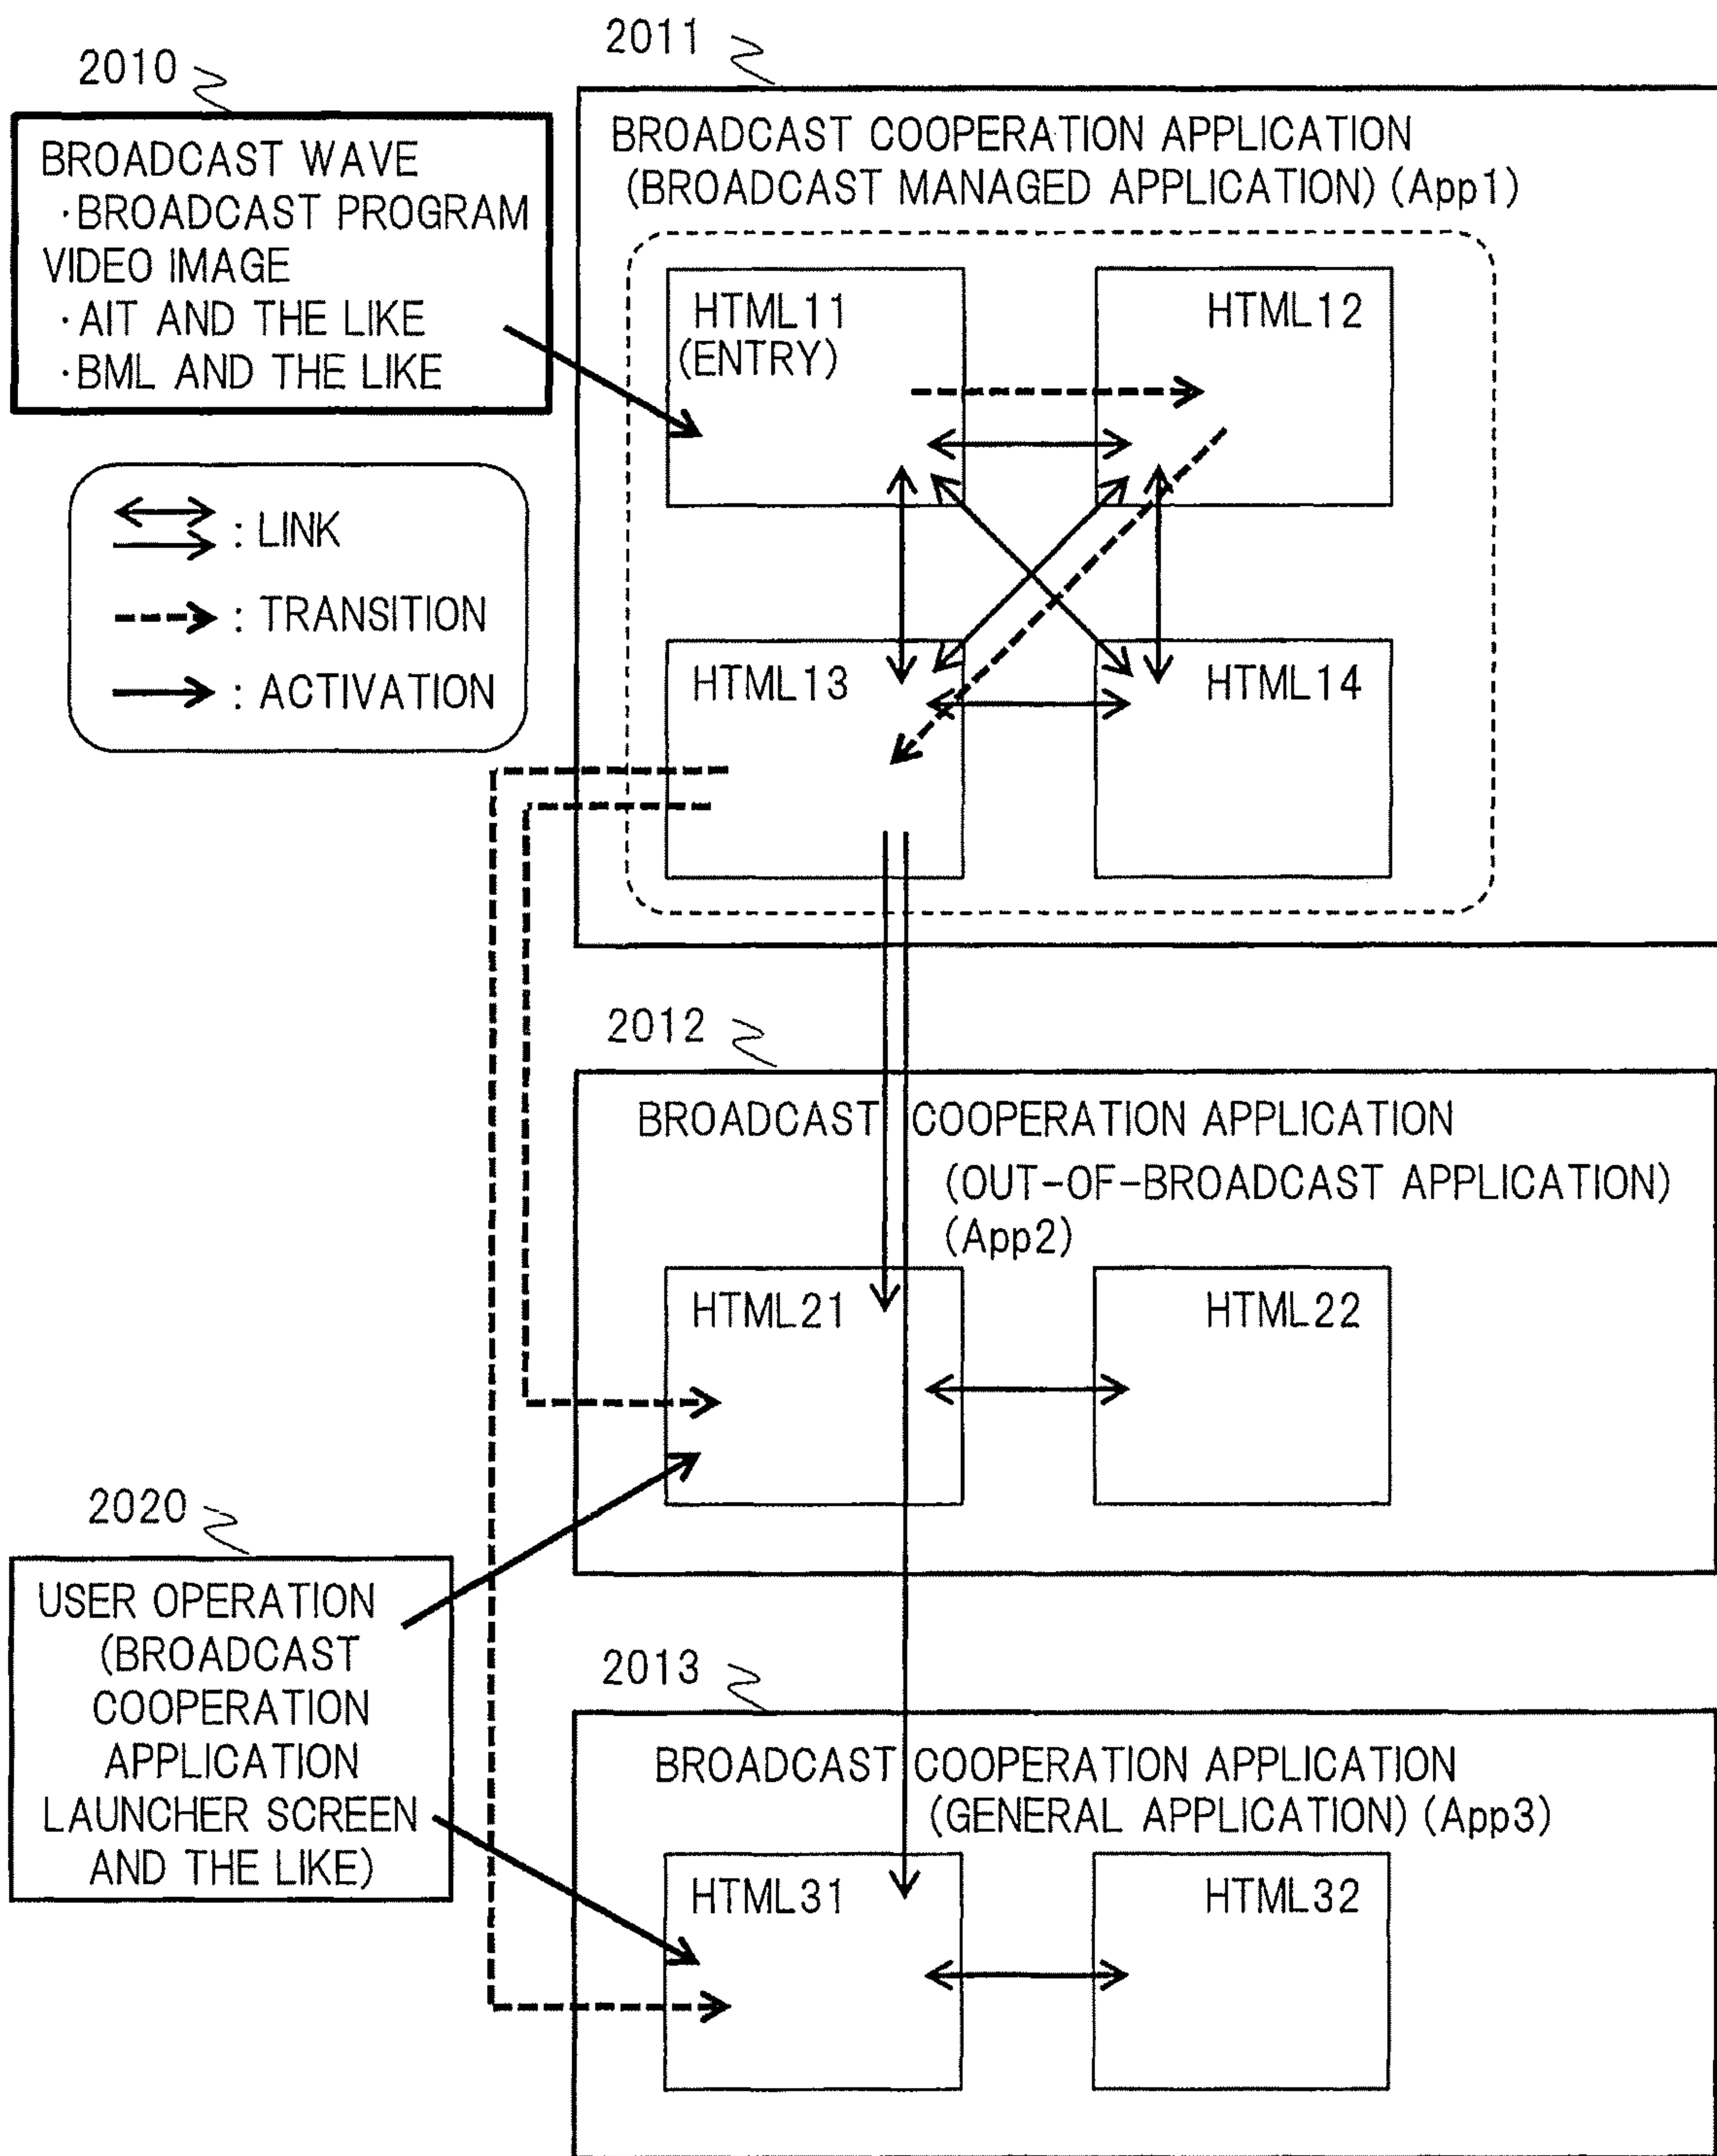 2010
BROADCAST WAVE
・BROADCAST PROGRAM
VIDEO IMAGE
・AIT AND THE LIKE
・BML AND THE LIKE
: LINK
: TRANSITION
: ACTIVATION
2011
BROADCAST COOPERATION APPLICATION
(BROADCAST MANAGED APPLICATION) (App1)
HTML11
(ENTRY)
HTML12
HTML13
HTML14
2012
BROADCAST COOPERATION APPLICATION
(OUT-OF-BROADCAST APPLICATION)
(App2)
HTML21
HTML22
2020
USER OPERATION
(BROADCAST
COOPERATION
APPLICATION
LAUNCHER SCREEN
AND THE LIKE)
2013
BROADCAST COOPERATION APPLICATION
(GENERAL APPLICATION) (App3)
HTML31
HTML32